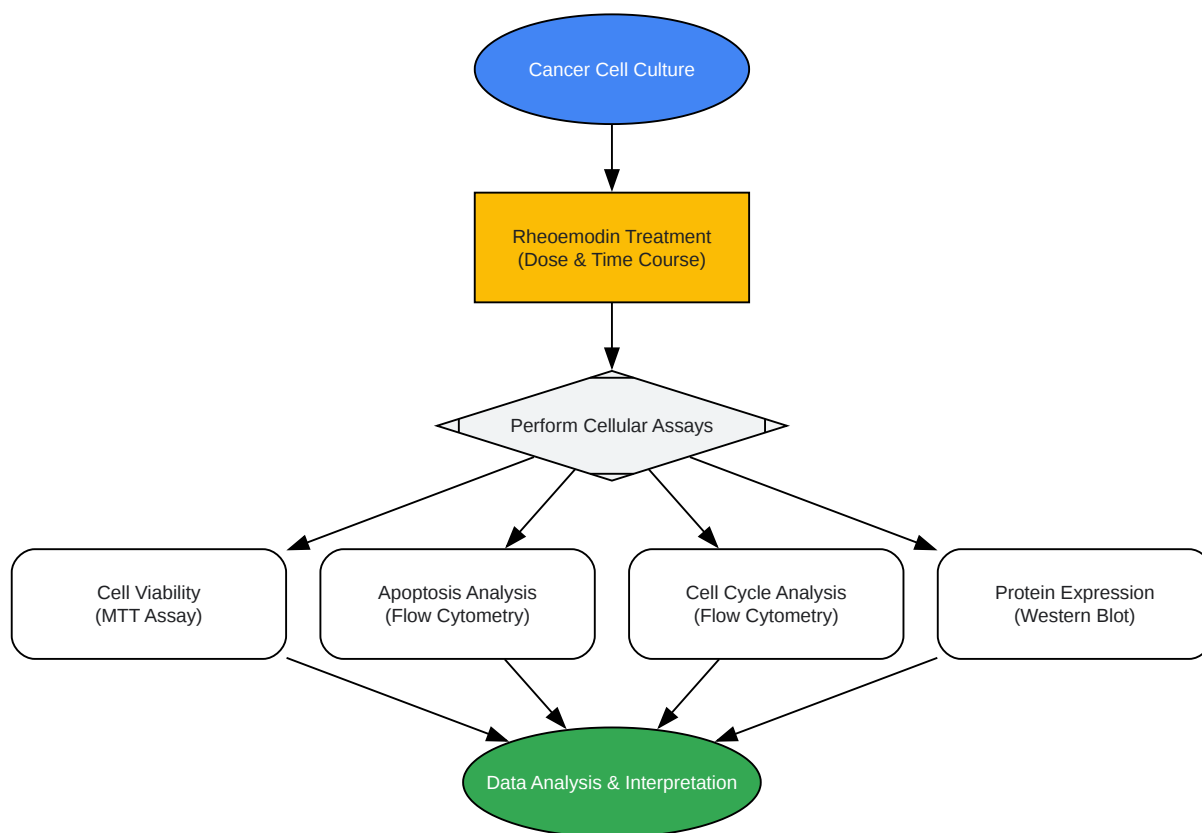 Cancer Cell Culture
Rheoemodin Treatment
(Dose & Time Course)
Perform Cellular Assays
Cell Viability
(MTT Assay)
Apoptosis Analysis
(Flow Cytometry)
Cell Cycle Analysis
(Flow Cytometry)
Protein Expression
(Western Blot)
Data Analysis & Interpretation